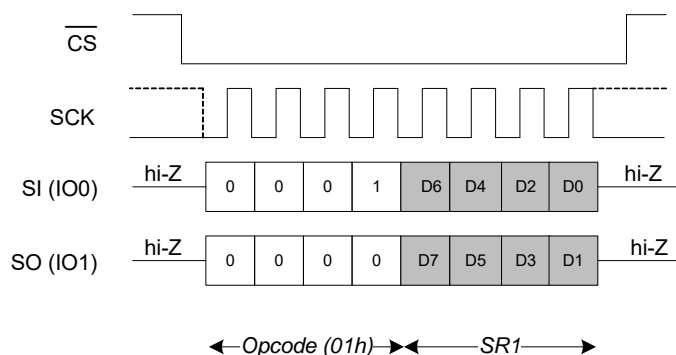 CS
SCK
hi-Z hi-Z
SI (IO0) 0 0 0 1 D6 D4 D2 D0
hi-Z hi-Z
SO (IO1) 0 0 0 0 D7 D5 D3 D1
Opcode (01h) SR1